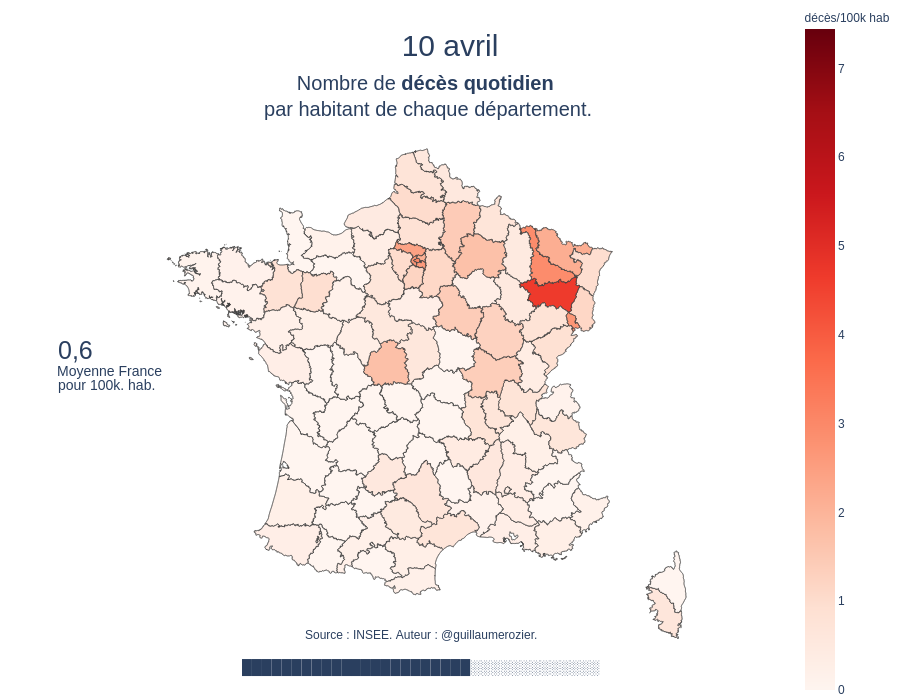 10 avril
Nombre de décès quotidien
par habitant de chaque département.
décès/100k hab
7
6
5
4
3
2
1
0
0,6
Moyenne France
pour 100k. hab.
Source : INSEE. Auteur : @guillaumerozier.